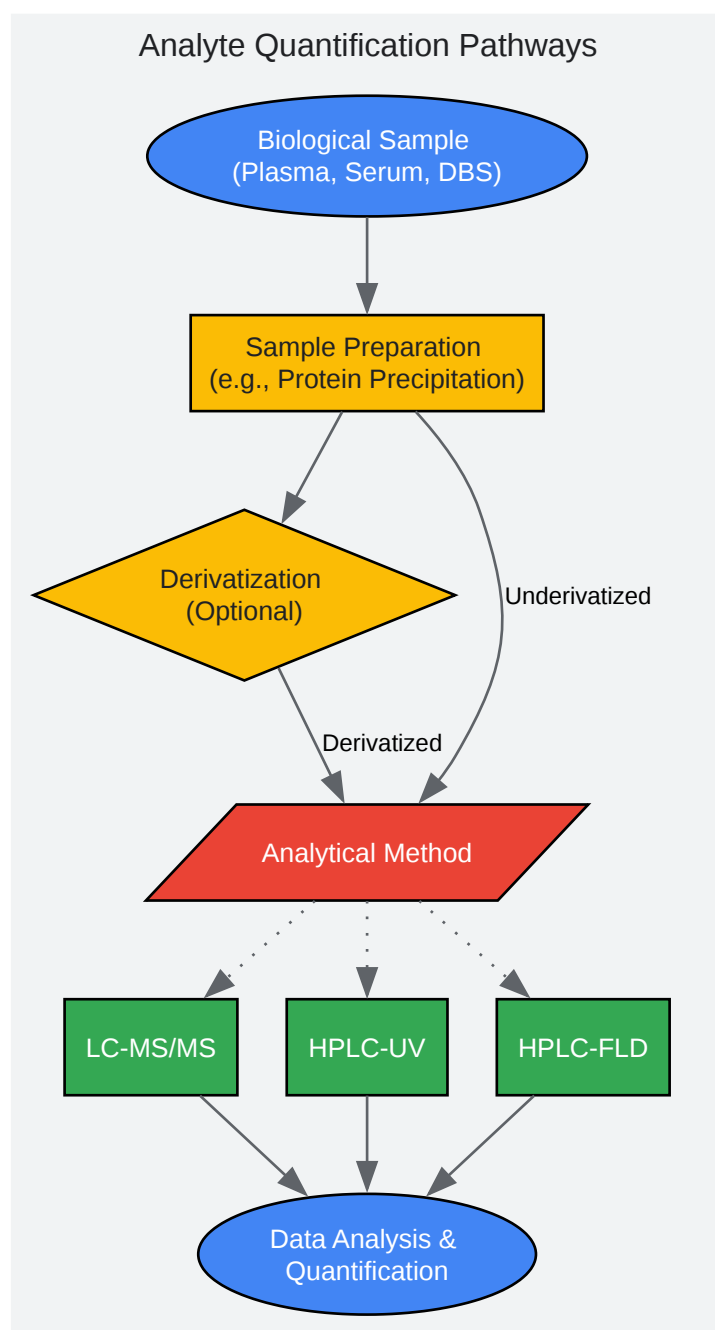 Analyte Quantification Pathways
Biological Sample
(Plasma, Serum, DBS)
Sample Preparation
(e.g., Protein Precipitation)
Derivatization
(Optional)
Underivatized
Derivatized
Analytical Method
LC-MS/MS
HPLC-UV
HPLC-FLD
Data Analysis &
Quantification